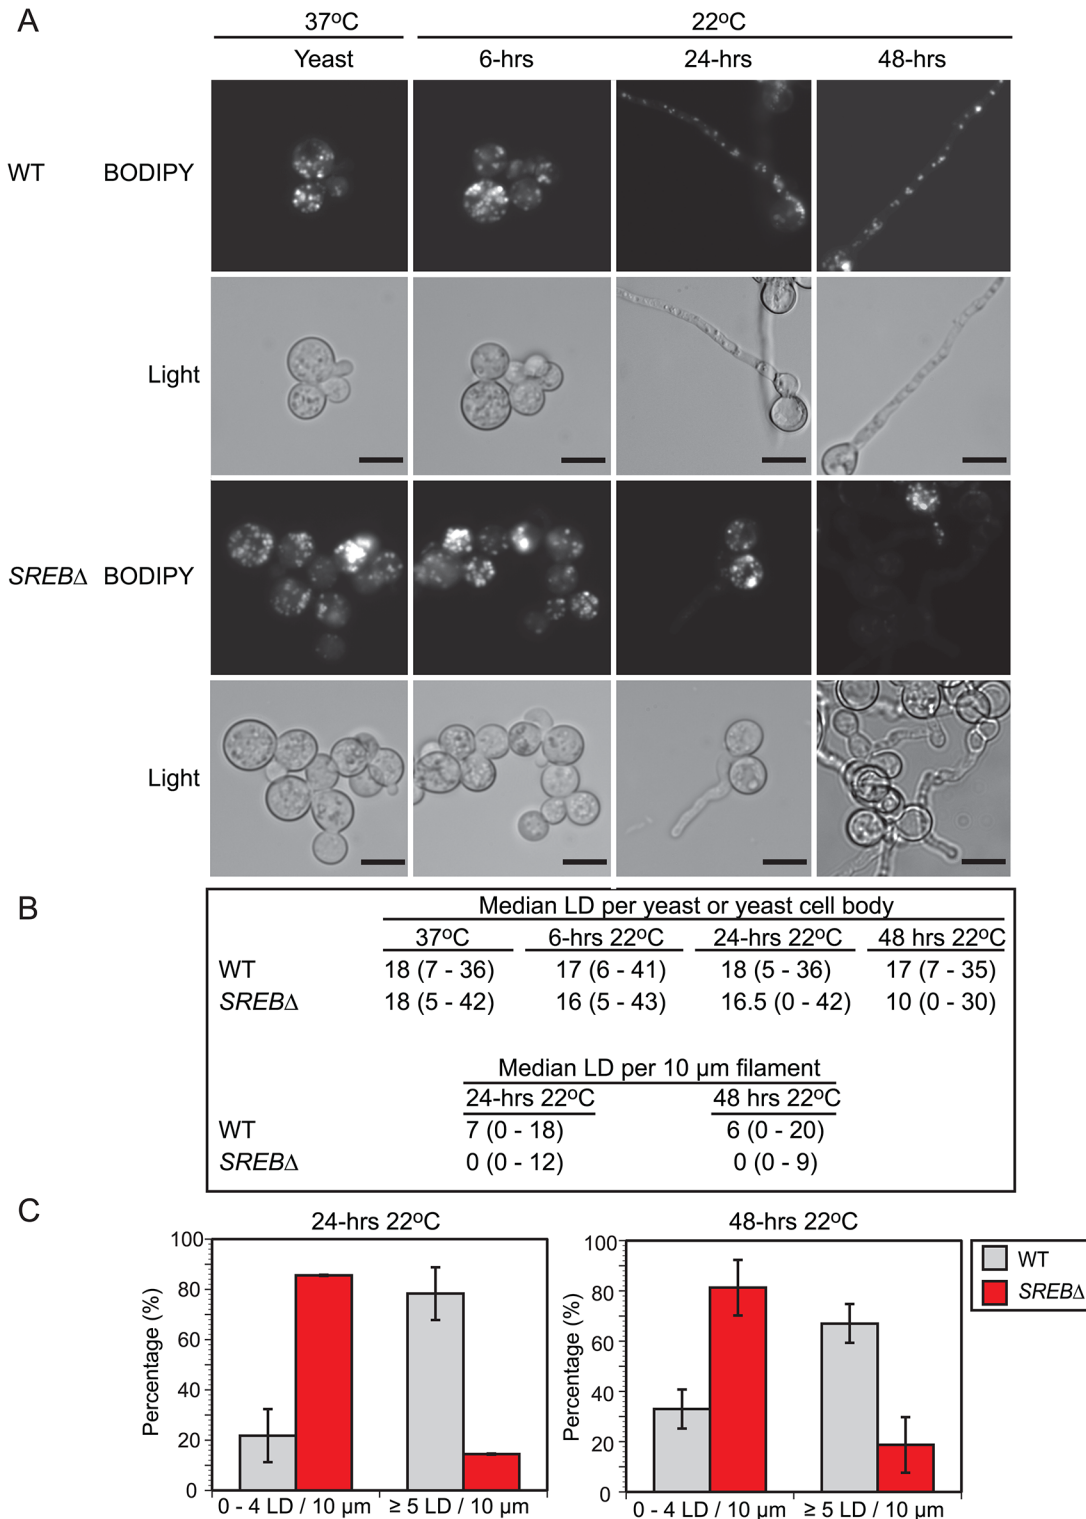 A
37ºC 22ºC
Yeast 6-hrs 24-hrs 48-hrs
WT BODIPY
Light
SREBΔ BODIPY
Light
B
Median LD per yeast or yeast cell body
37ºC 6-hrs 22ºC 24-hrs 22ºC 48 hrs 22ºC
WT 18 (7 - 36) 17 (6 - 41) 18 (5 - 36) 17 (7 - 35)
SREBΔ 18 (5 - 42) 16 (5 - 43) 16.5 (0 - 42) 10 (0 - 30)
Median LD per 10 µm filament
24-hrs 22ºC 48 hrs 22ºC
WT 7 (0 - 18) 6 (0 - 20)
SREBΔ 0 (0 - 12) 0 (0 - 9)
C
24-hrs 22ºC
Percentage (%)
100
80
60
40
20
0
0 - 4 LD / 10 µm ≥ 5 LD / 10 µm
48-hrs 22ºC
Percentage (%)
100
80
60
40
20
0
0 - 4 LD / 10 µm ≥ 5 LD / 10 µm
WT
SREBΔ